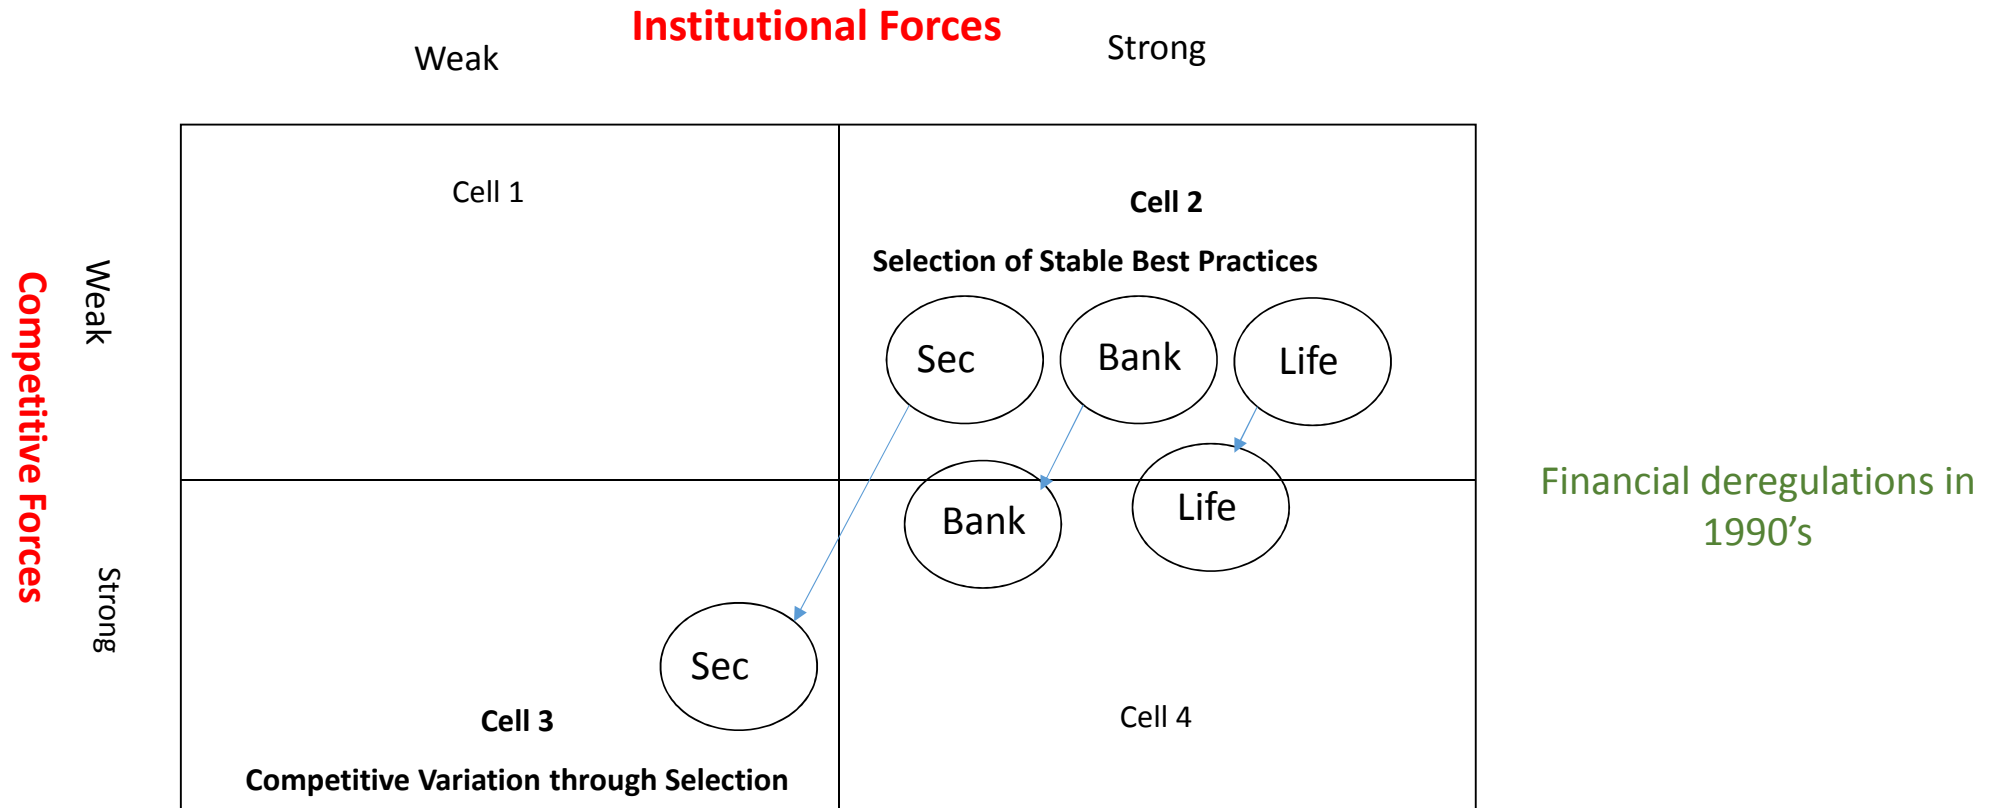 Institutional Forces
Weak
Strong
Competitive Forces
Weak
Strong
Cell 1
Cell 2
Selection of Stable Best Practices
Sec
Bank
Life
Bank
Life
Sec
Cell 3
Competitive Variation through Selection
Cell 4
Financial deregulations in
1990’s